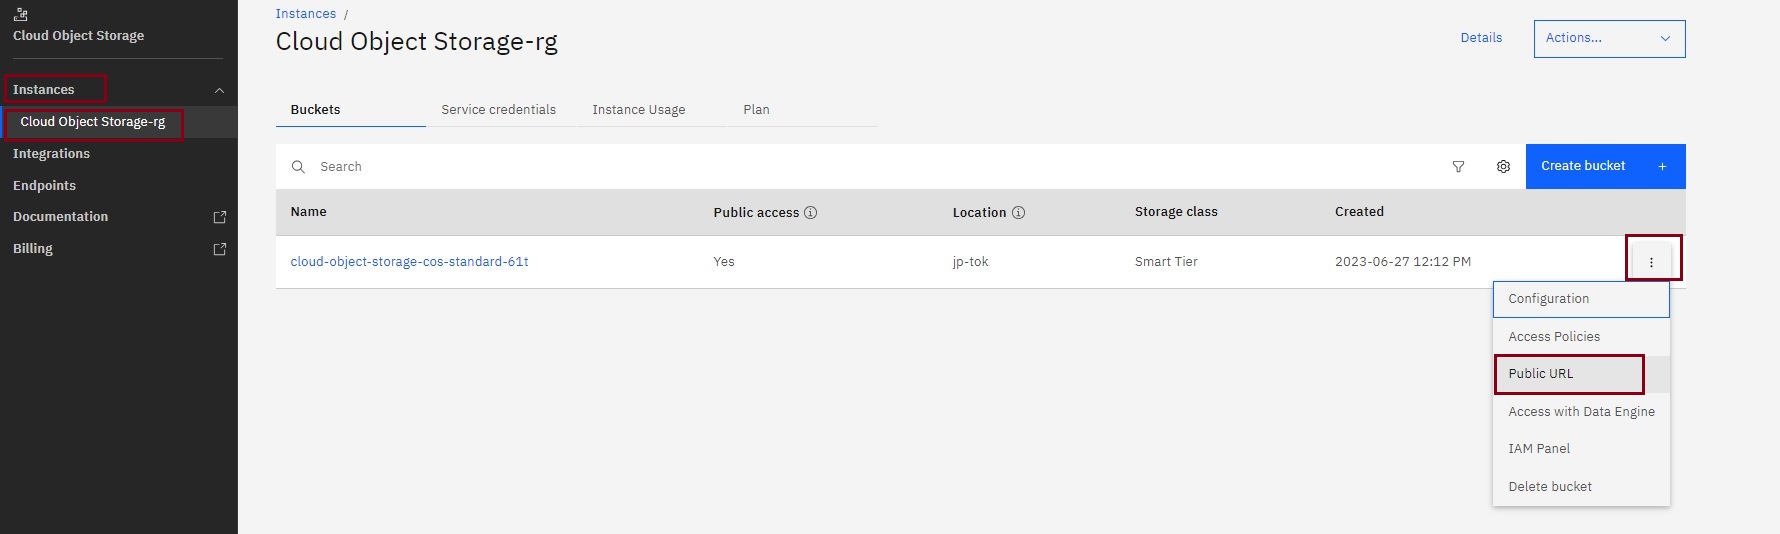 Cloud Object Storage
Instances
Cloud Object Storage-rg
Integrations
Endpoints
Documentation
Billing
Instances /
Cloud Object Storage-rg
Details
Actions...
Buckets Service credentials Instance Usage Plan
Search
Create bucket +
Name Public access Location Storage class Created
cloud-object-storage-cos-standard-61t Yes jp-tok Smart Tier 2023-06-27 12:12 PM
Configuration
Access Policies
Public URL
Access with Data Engine
IAM Panel
Delete bucket